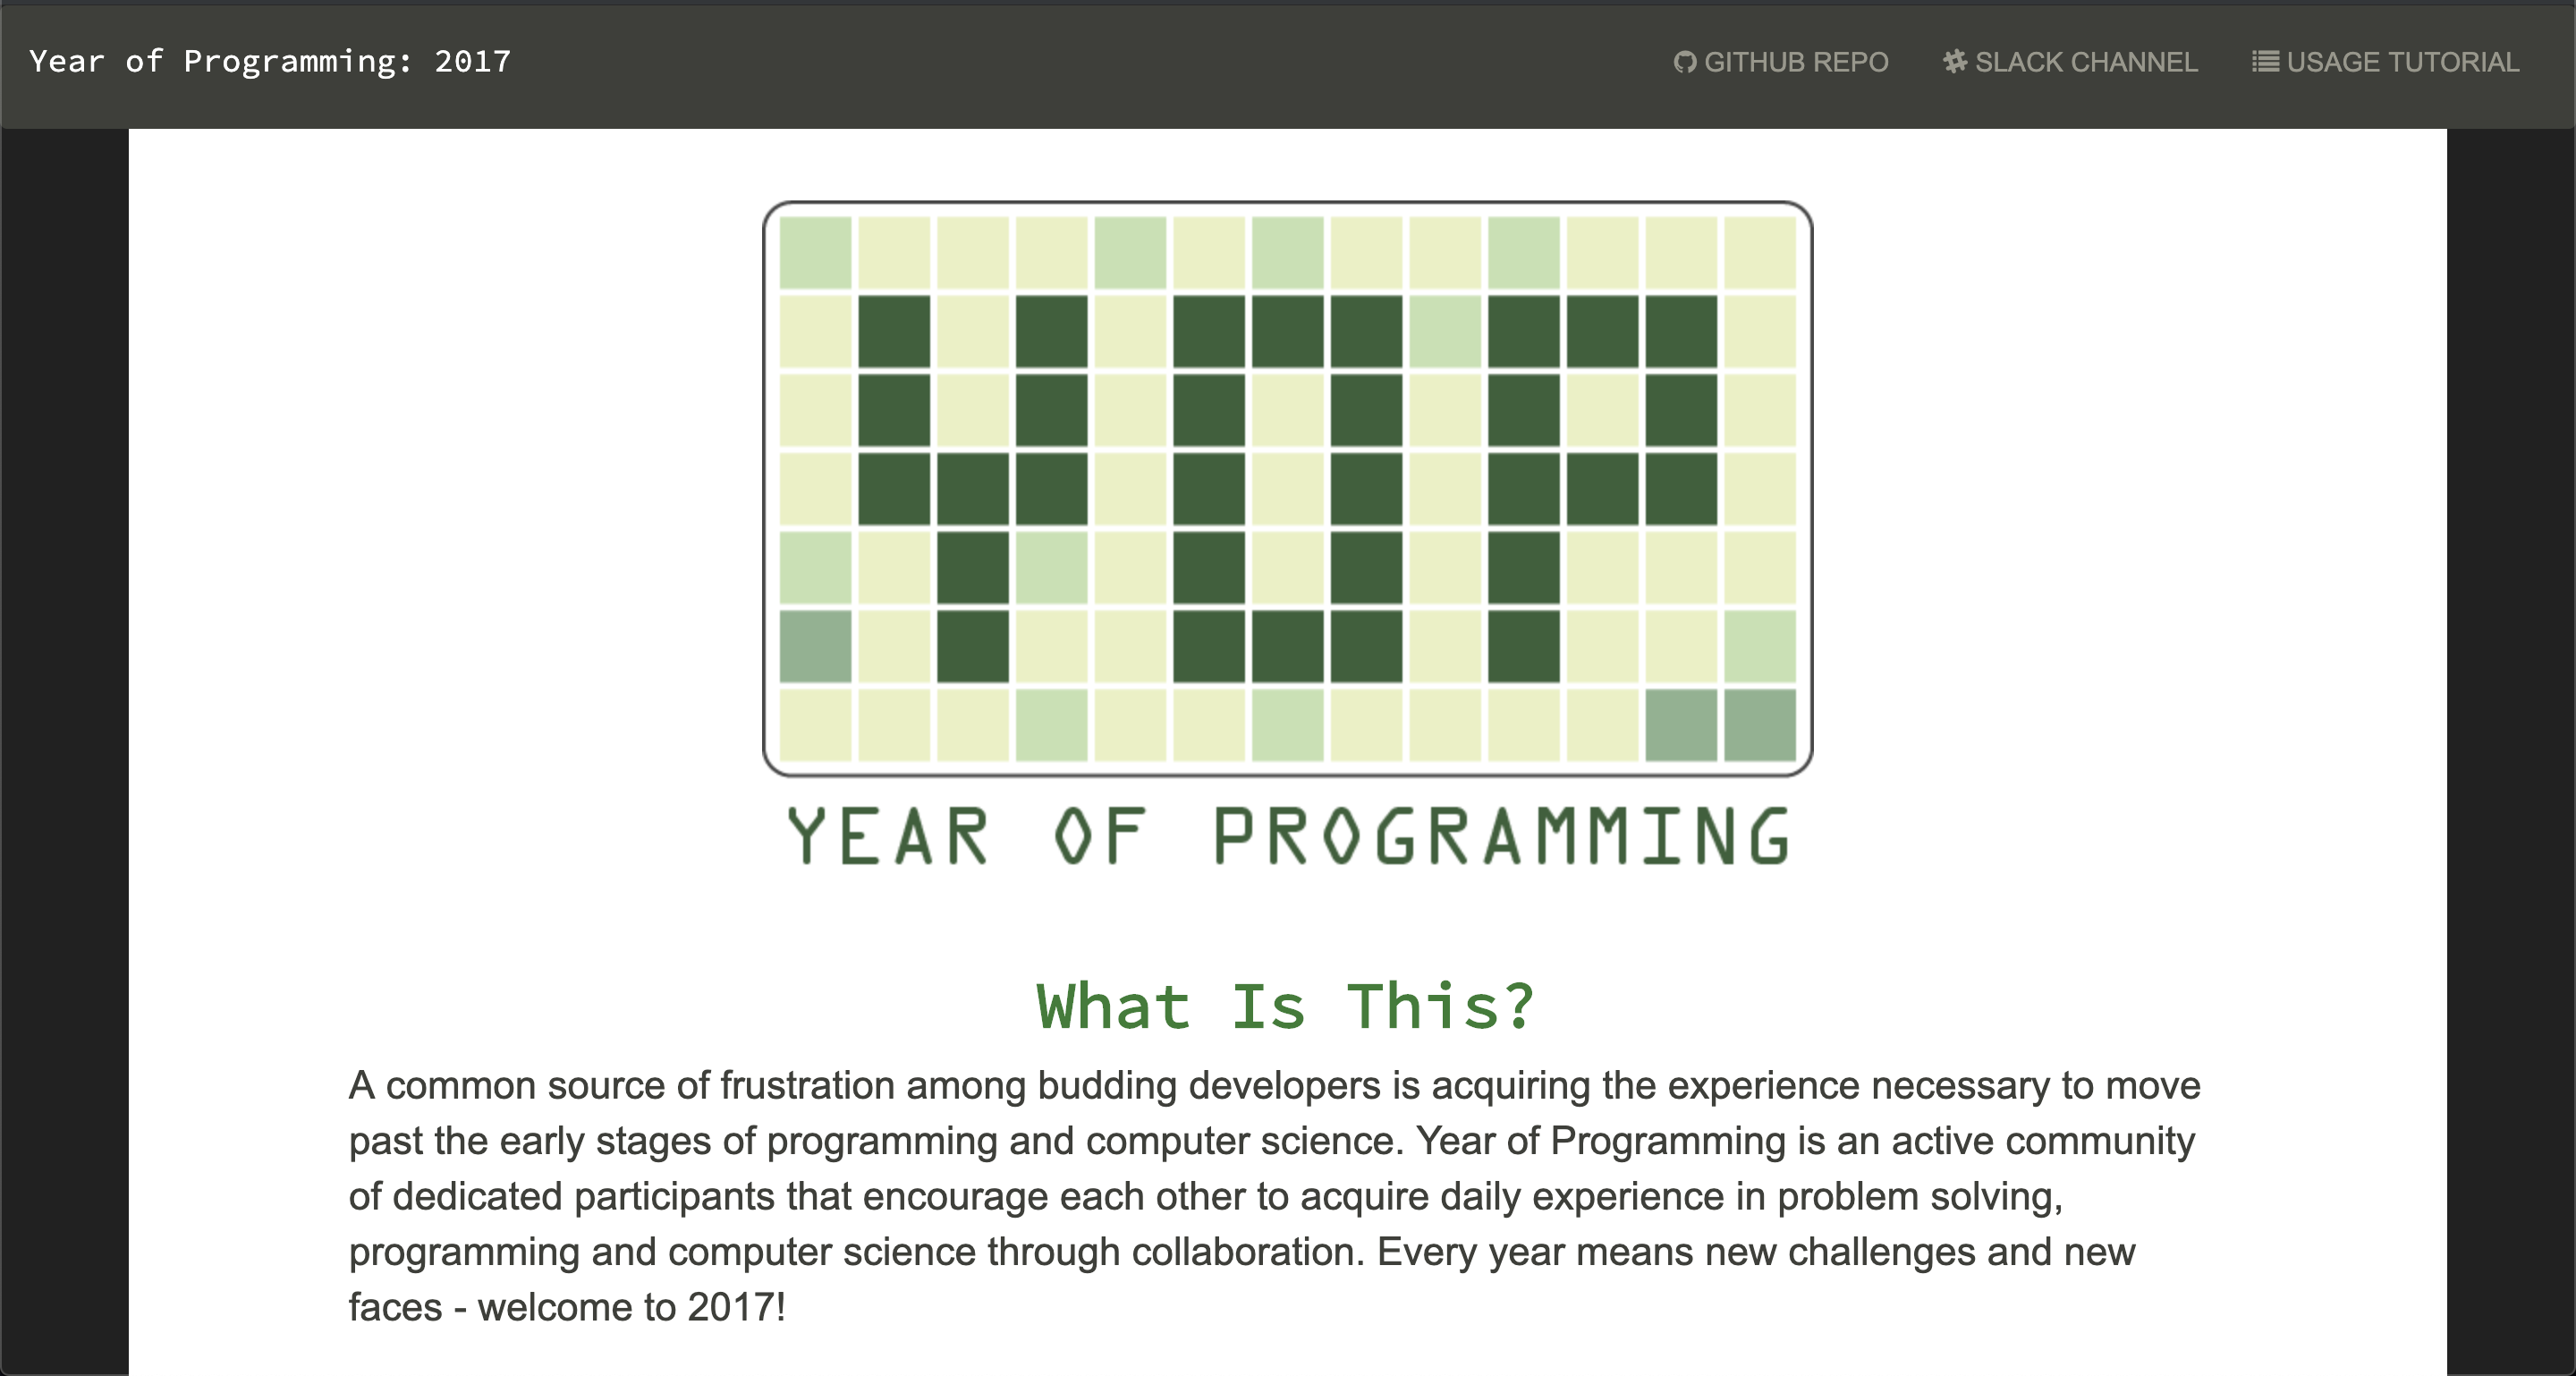 Year of Programming: 2017
GITHUB REPO
SLACK CHANNEL
USAGE TUTORIAL
YOP
YEAR OF PROGRAMMING
What Is This?
A common source of frustration among budding developers is acquiring the experience necessary to move
past the early stages of programming and computer science. Year of Programming is an active community
of dedicated participants that encourage each other to acquire daily experience in problem solving,
programming and computer science through collaboration. Every year means new challenges and new
faces - welcome to 2017!